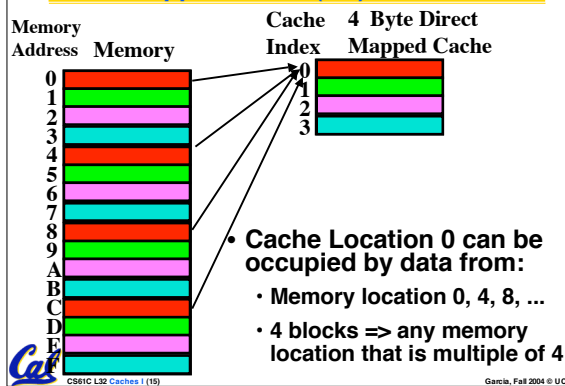 Memory
Address
Memory
0
1
2
3
4
5
6
7
8
9
A
B
C
D
E
F
Cache
Index
4 Byte Direct
Mapped Cache
0
1
2
3
• Cache Location 0 can be
occupied by data from:
• Memory location 0, 4, 8, ...
• 4 blocks => any memory
location that is multiple of 4
Cal
CS61C L32 Caches I (15)
Garcia, Fall 2004 © UC